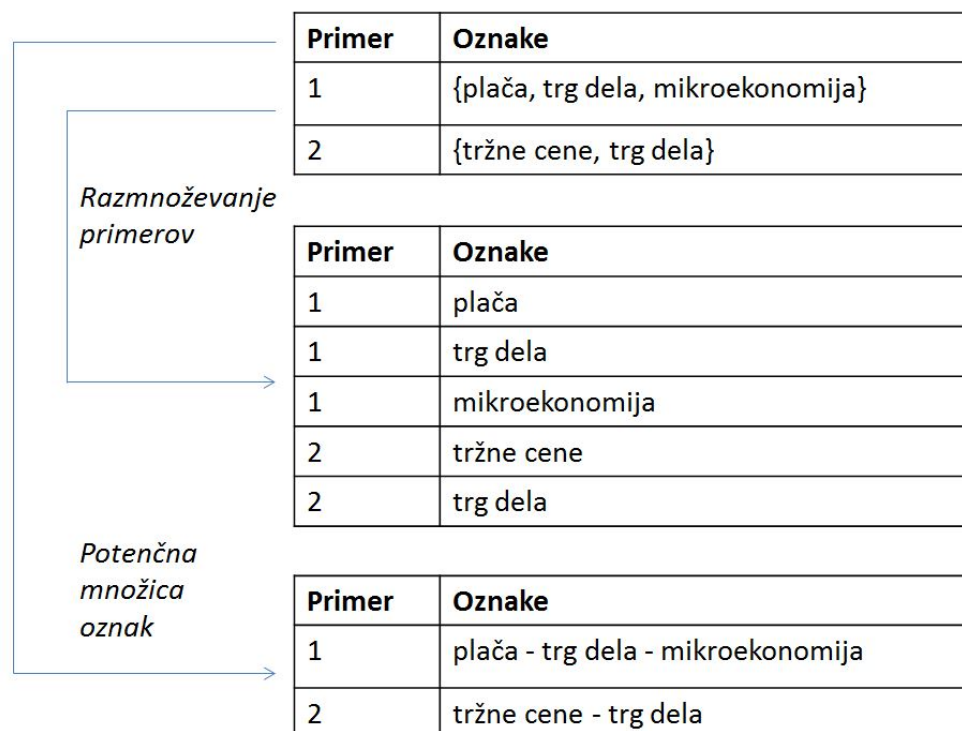 Primer Oznake
1 {plača, trg dela, mikroekonomija}
2 {tržne cene, trg dela}
Razmnoževanje
primerov
Primer Oznake
1 plača
1 trg dela
1 mikroekonomija
2 tržne cene
2 trg dela
Potenčna
množica
oznak
Primer Oznake
1 plača - trg dela - mikroekonomija
2 tržne cene - trg dela